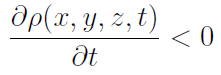 ∂ρ(x, y, z, t)
∂t
< 0